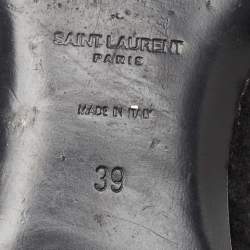 SAINT LAURENT
PARIS
MADE IN ITALY
39